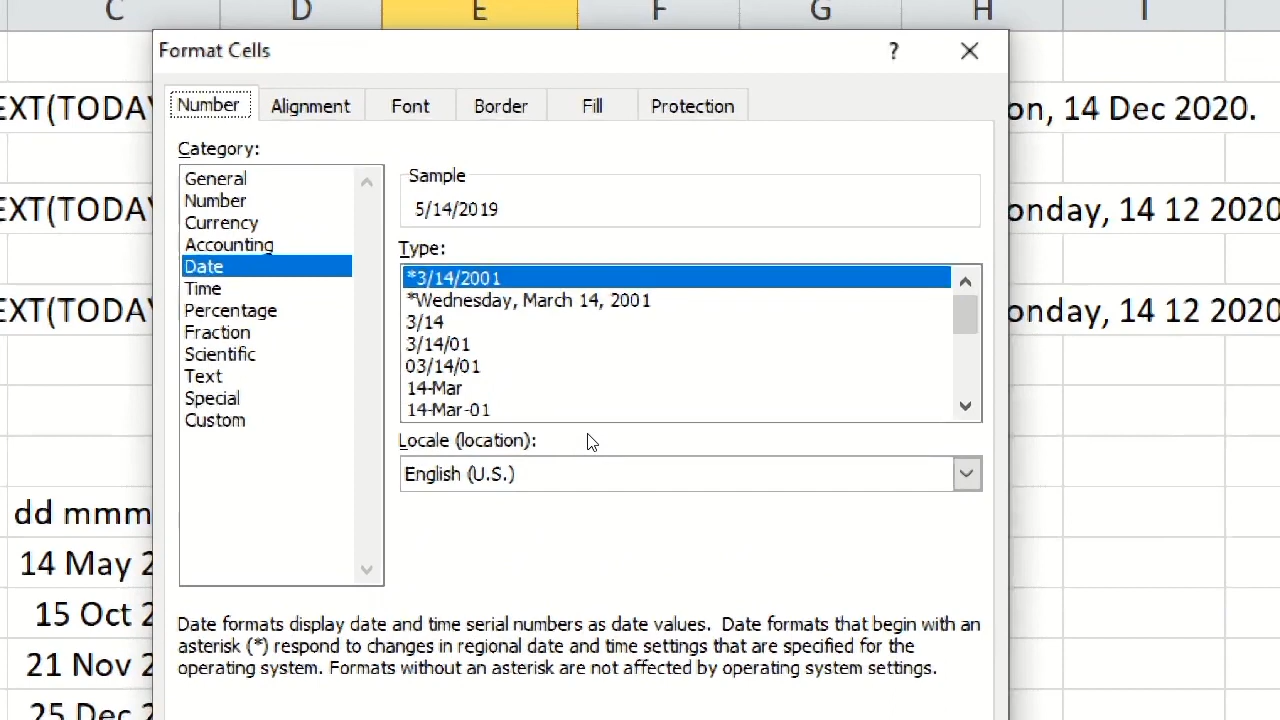 C D E F G H I
Format Cells ? ×
Number Alignment Font Border Fill Protection
EXT(TODAY on, 14 Dec 2020.
Category:
General
Number
Currency
Accounting
Date
Time
Percentage
Fraction
Scientific
Text
Special
Custom
Sample
5/14/2019
Type:
*3/14/2001
*Wednesday, March 14, 2001
3/14
3/14/01
03/14/01
14-Mar
14-Mar-01
Locale (location):
English (U.S.)
EXT(TODAY onday, 14 12 2020
EXT(TODAY onday, 14 12 2020
dd mmm
14 May 2
15 Oct 2
21 Nov 2
25 Dec 2
Date formats display date and time serial numbers as date values. Date formats that begin with an
asterisk (*) respond to changes in regional date and time settings that are specified for the
operating system. Formats without an asterisk are not affected by operating system settings.